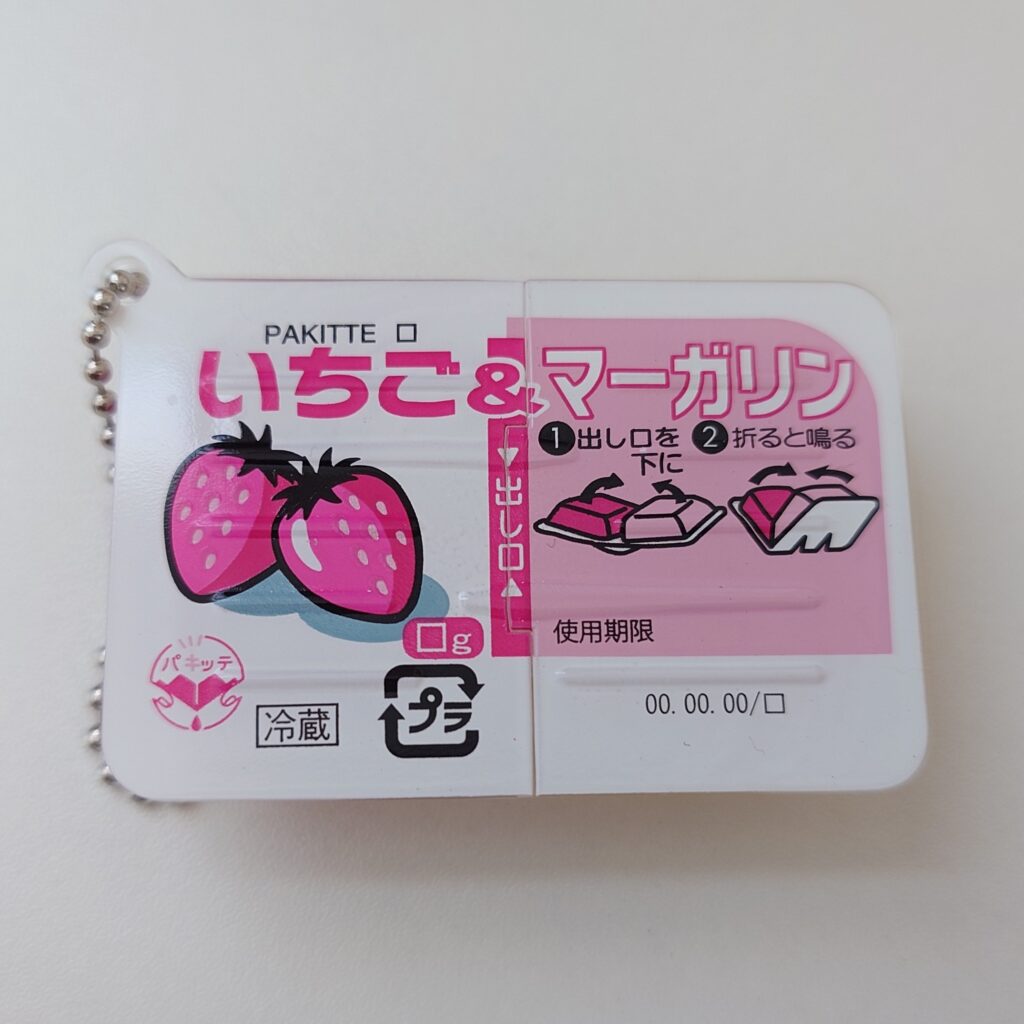 PAKITTE □
いちご&マーガリン
❶出し口を
下に
❷折ると鳴る
▼出し口▲
□g
使用期限
パキッテ
冷蔵
プラ
00.00.00/□